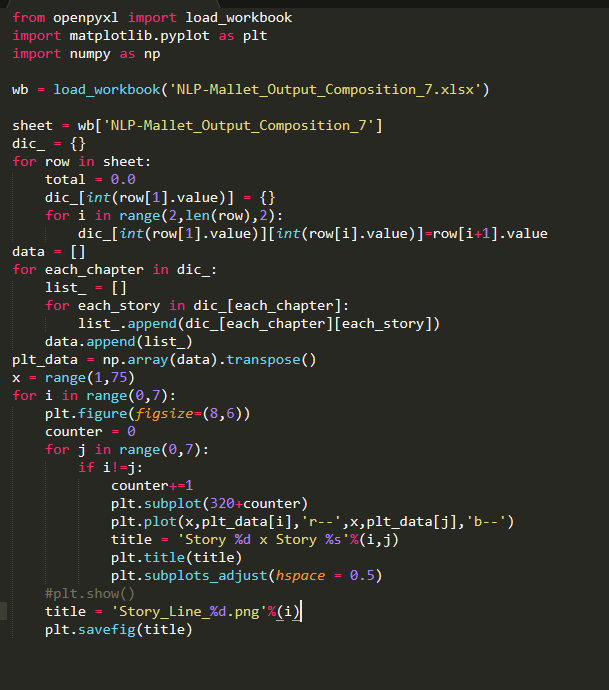 from openpyxl import load_workbook
import matplotlib.pyplot as plt
import numpy as np
wb = load_workbook('NLP-Mallet_Output_Composition_7.xlsx')
sheet = wb['NLP-Mallet_Output_Composition_7']
dic_ = {}
for row in sheet:
    total = 0.0
    dic_[int(row[1].value)] = {}
    for i in range(2,len(row),2):
        dic_[int(row[1].value)][int(row[i].value)]=row[i+1].value
data = []
for each_chapter in dic_:
    list_ = []
    for each_story in dic_[each_chapter]:
        list_.append(dic_[each_chapter][each_story])
    data.append(list_)
plt_data = np.array(data).transpose()
x = range(1,75)
for i in range(0,7):
    plt.figure(figsize=(8,6))
    counter = 0
    for j in range(0,7):
        if i!=j:
            counter+=1
            plt.subplot(320+counter)
            plt.plot(x,plt_data[i],'r--',x,plt_data[j],'b--')
            title = 'Story %d x Story %s'%(i,j)
            plt.title(title)
            plt.subplots_adjust(hspace = 0.5)
    #plt.show()
    title = 'Story_Line_%d.png'%(i)
    plt.savefig(title)